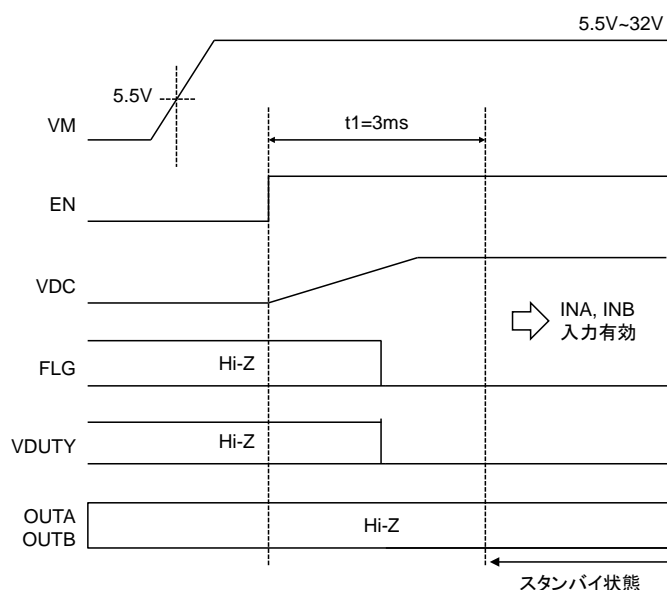 5.5V~32V
5.5V
VM
t1=3ms
EN
VDC
INA, INB
入力有効
Hi-Z
FLG
Hi-Z
VDUTY
OUTA
OUTB
Hi-Z
スタンバイ状態